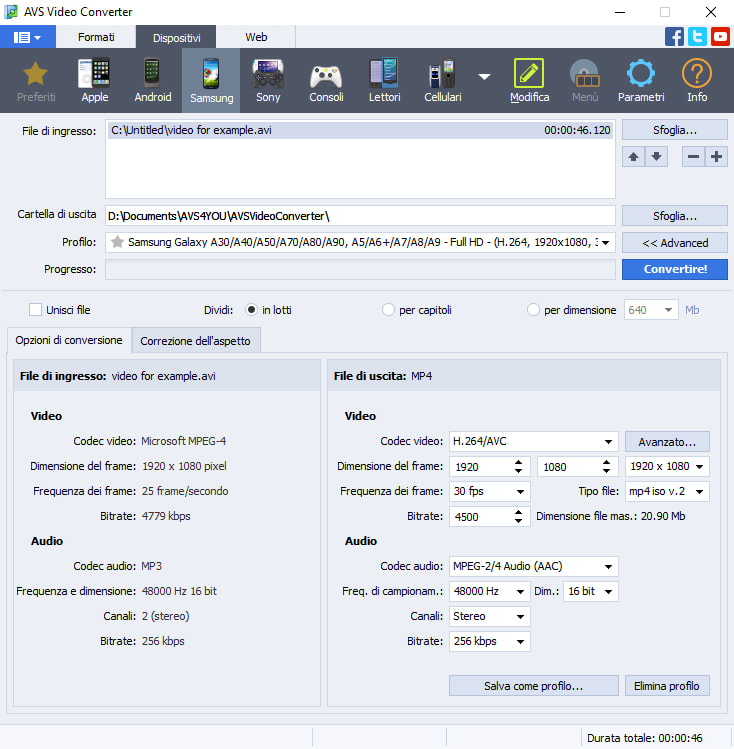 AVS Video Converter
Formati Dispositivi Web
Preferiti Apple Android Samsung Sony Consoli Lettori Cellulari Modifica Menù Parametri Info
File di ingresso: C:\Untitled\video for example.avi 00:00:46.120 Sfoglia...
Cartella di uscita D:\Documents\AVS4YOU\AVSVideoConverter\ Sfoglia...
Profilo: Samsung Galaxy A30/A40/A50/A70/A80/A90, A5/A6+/A7/A8/A9 - Full HD - (H.264, 1920x1080, << Advanced
Progresso: Convertire!
Unisci file Dividi: in lotti per capitoli per dimensione 640 Mb
Opzioni di conversione Correzione dell'aspetto
File di ingresso: video for example.avi File di uscita: MP4
Video Video
Codec video: Microsoft MPEG-4 Codec video: H.264/AVC Avanzato...
Dimensione del frame: 1920 x 1080 pixel Dimensione del frame: 1920 1080 1920 x 1080
Frequenza dei frame: 25 frame/secondo Frequenza dei frame: 30 fps Tipo file: mp4 iso v.2
Bitrate: 4779 kbps Bitrate: 4500 Dimensione file mas.: 20.90 Mb
Audio Audio
Codec audio: MP3 Codec audio: MPEG-2/4 Audio (AAC)
Frequenza e dimensione: 48000 Hz 16 bit Freq. di campionam.: 48000 Hz Dim.: 16 bit
Canali: 2 (stereo) Canali: Stereo
Bitrate: 256 kbps Bitrate: 256 kbps
Salva come profilo... Elimina profilo
Durata totale: 00:00:46